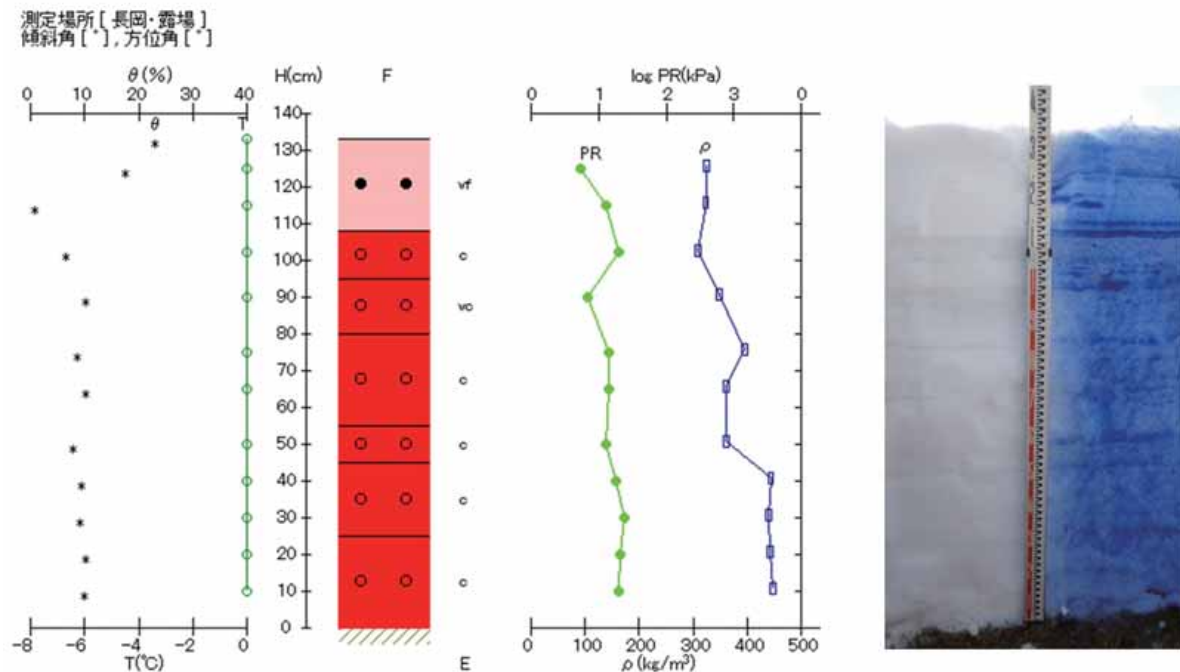 測定場所[ 長岡・露場 ]
傾斜角[ °], 方位角[ °]
θ(%) H(cm) F log PR(kPa)
0 10 20 30 40 0 1 2 3 0
140
θ T
130 PR ρ
120 vf
110
100 c
90 vc
80
70 c
60
50 c
40
30 c
20
10 c
0
-8 -6 -4 -2 0 0 100 200 300 400 500
T(℃) E ρ(kg/m³)